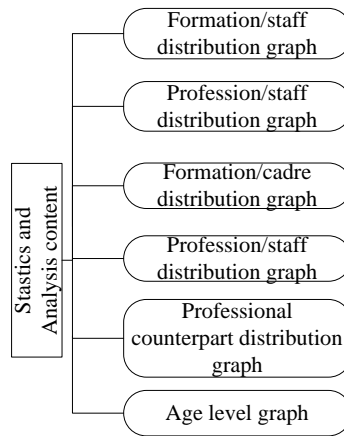 Formation/staff
distribution graph
Profession/staff
distribution graph
Formation/cadre
distribution graph
Profession/staff
distribution graph
Professional
counterpart distribution
graph
Age level graph
Stastics and
Analysis content